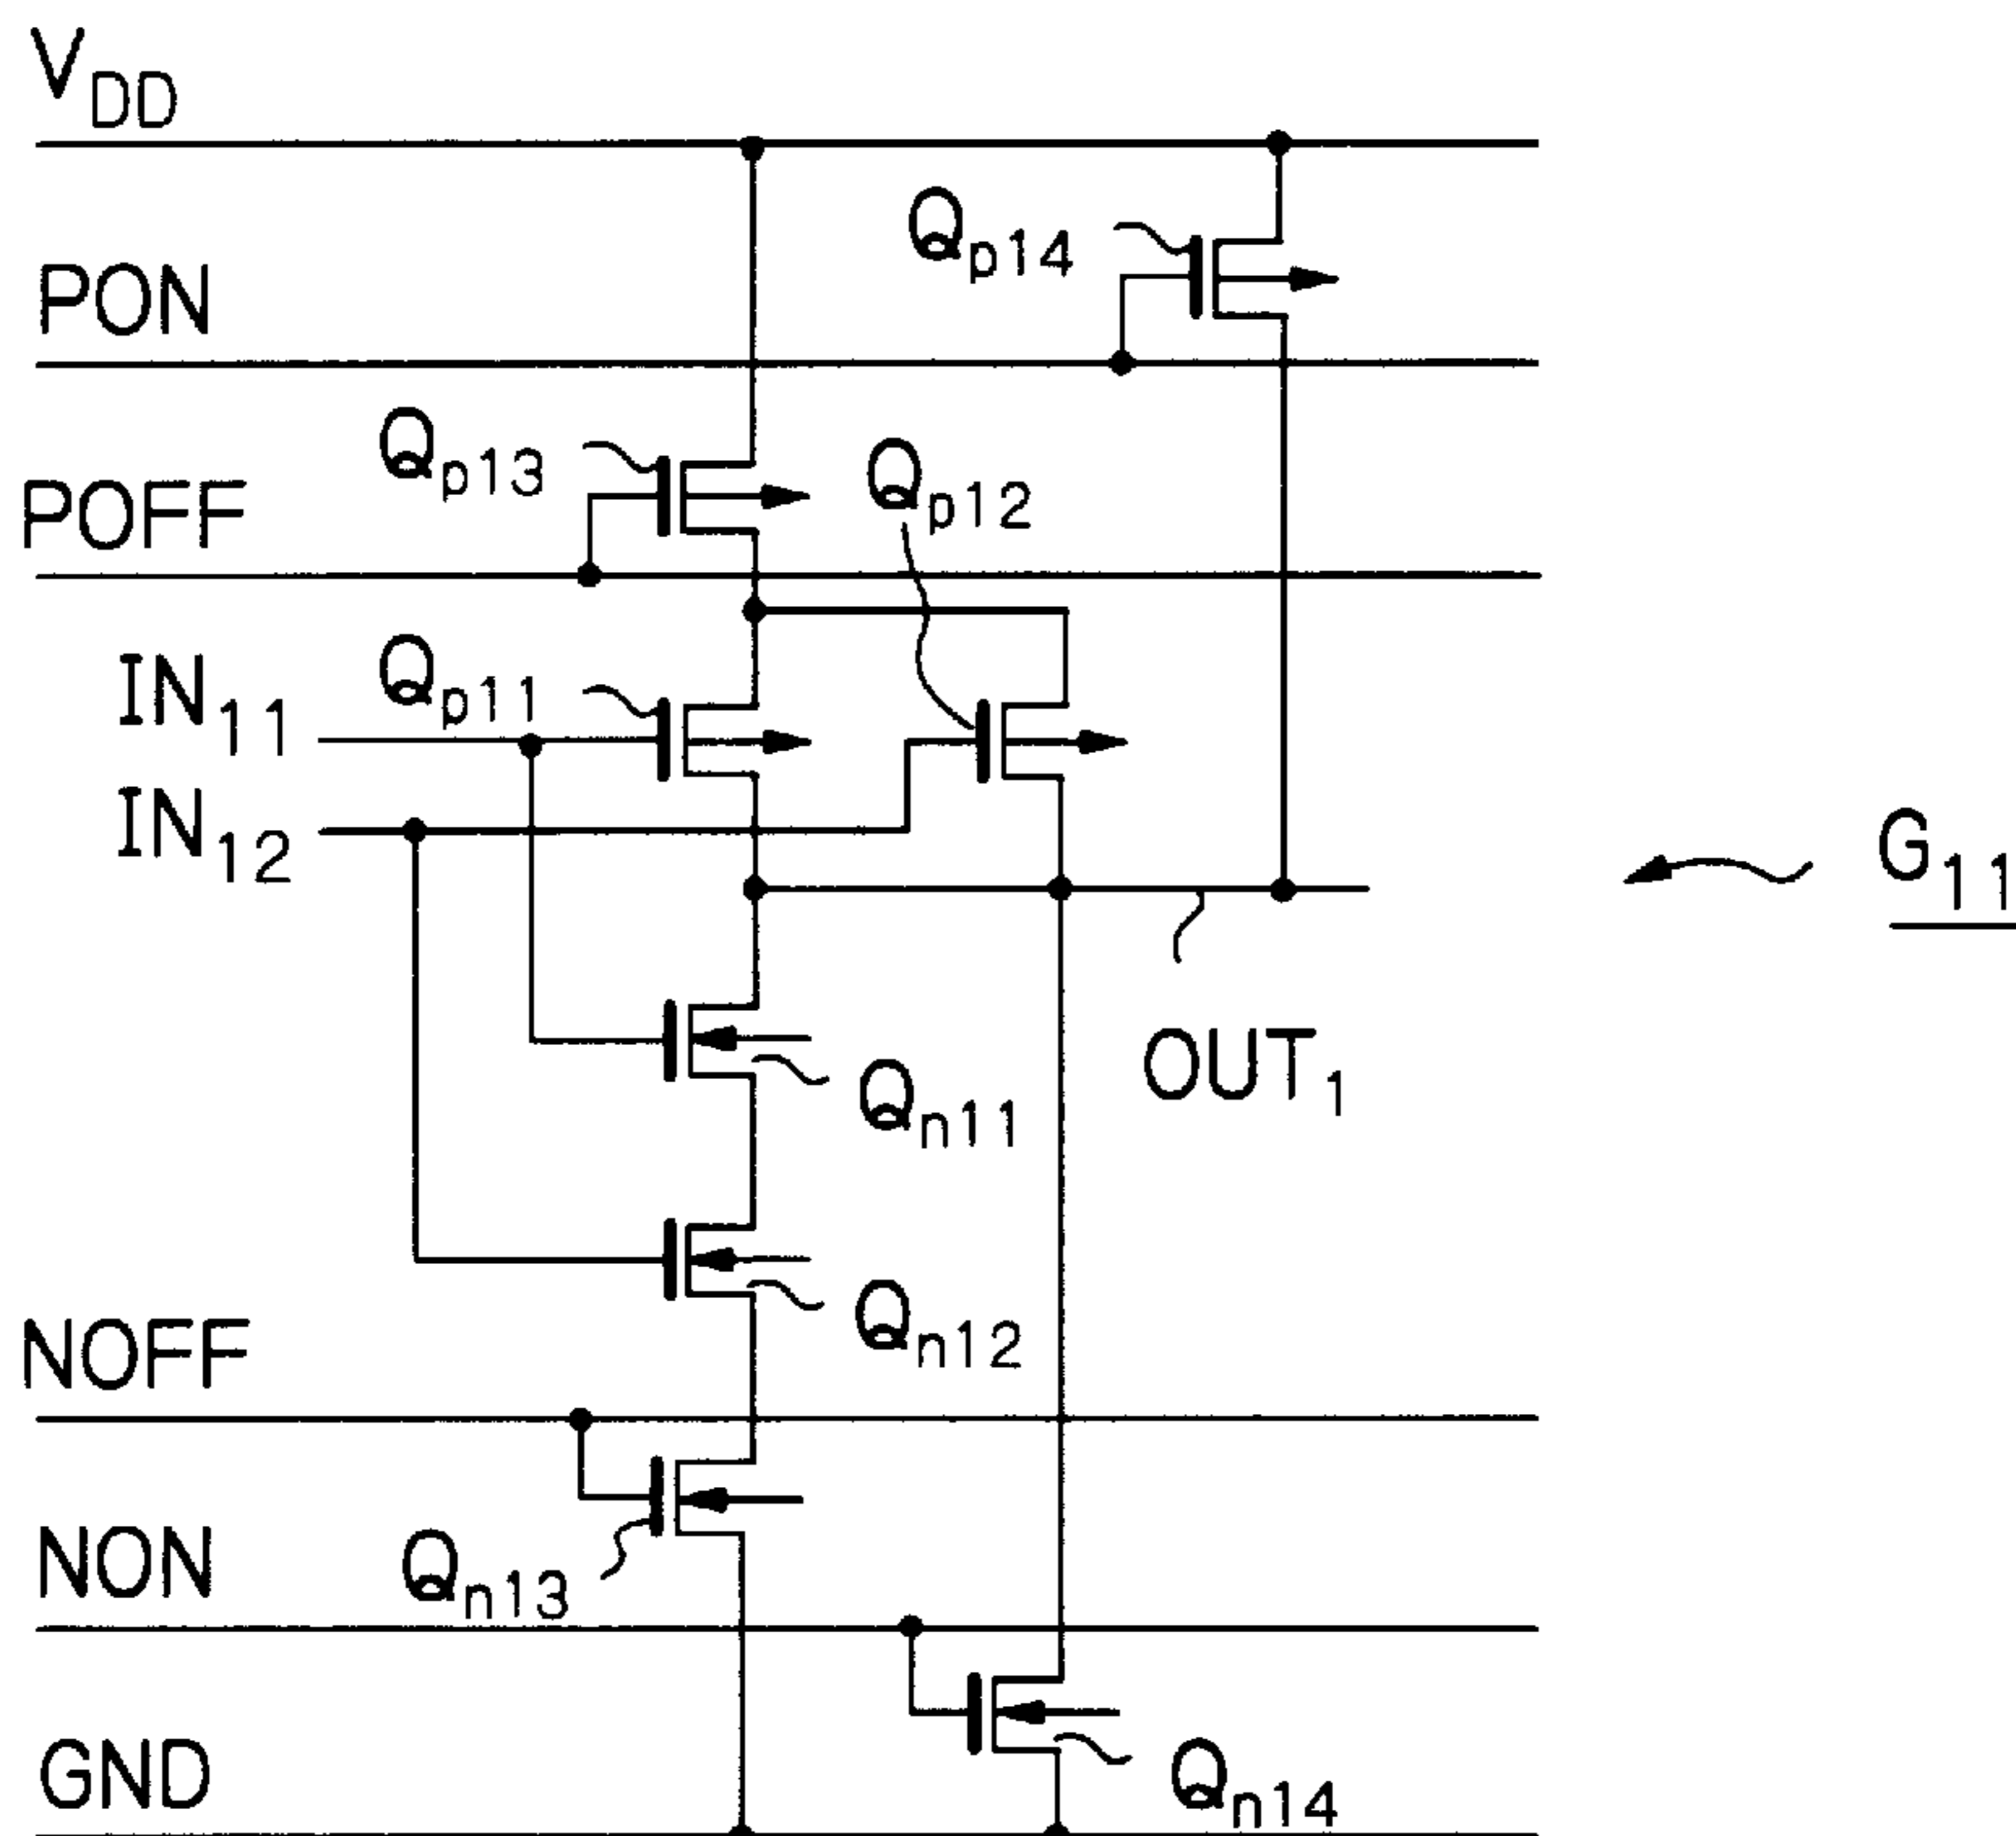 VDD
Qp14
PON
Qp13
Qp12
POFF
IN11
Qp11
IN12
G11
OUT1
Qn11
Qn12
NOFF
NON
Qn13
GND
Qn14